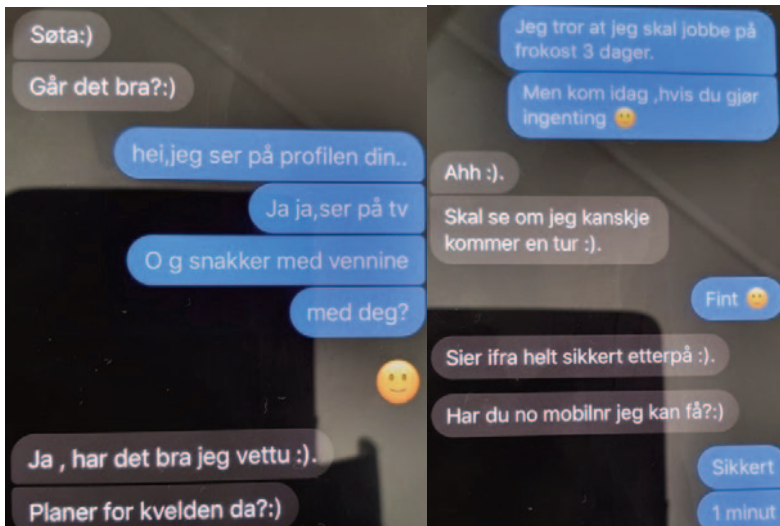 Søta:)
Går det bra?:)
hei,jeg ser på profilen din..
Ja ja,ser på tv
O g snakker med vennine
med deg?
Ja , har det bra jeg vettu :).
Planer for kvelden da?:)
Jeg tror at jeg skal jobbe på
frokost 3 dager.
Men kom idag ,hvis du gjør
ingenting 🙂
Ahh :).
Skal se om jeg kanskje
kommer en tur :).
Fint 🙂
Sier ifra helt sikkert etterpå :).
Har du no mobilnr jeg kan få?:)
Sikkert
1 minut